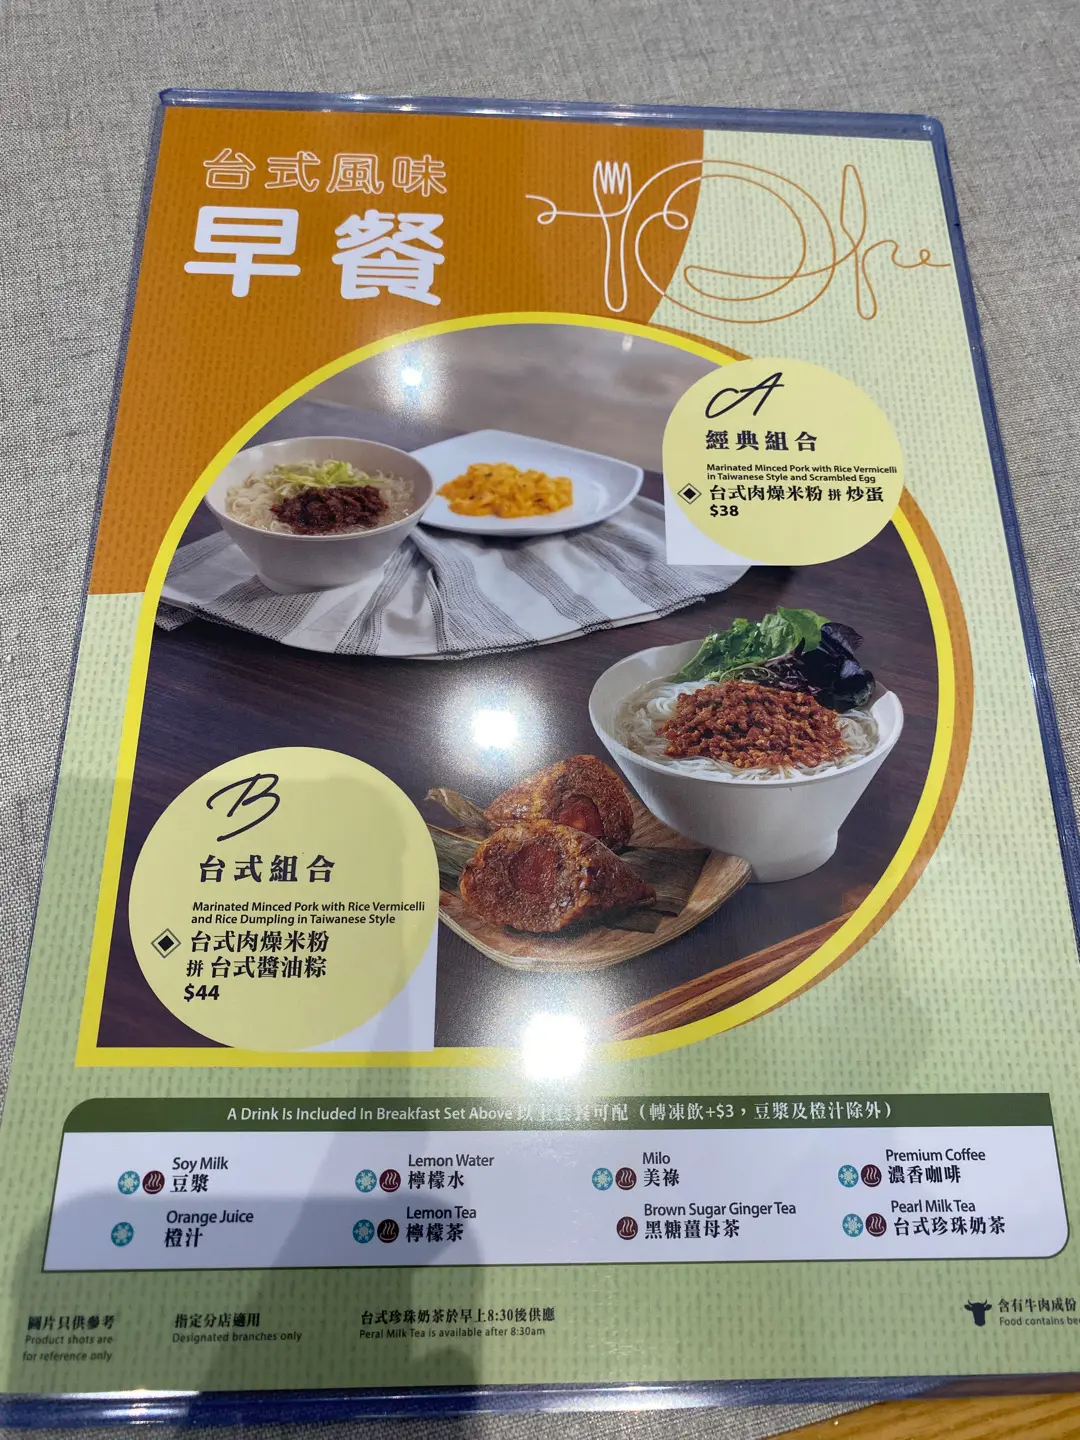 台式風味
早餐
A
經典組合
Marinated Minced Pork with Rice Vermicelli
in Taiwanese Style and Scrambled Egg
台式肉燥米粉 拼 炒蛋
$38
B
台式組合
Marinated Minced Pork with Rice Vermicelli
and Rice Dumpling in Taiwanese Style
台式肉燥米粉
拼 台式醬油粽
$44
A Drink Is Included In Breakfast Set Above 以上套餐可配（轉凍飲+$3，豆漿及橙汁除外）
Soy Milk
豆漿
Lemon Water
檸檬水
Milo
美祿
Premium Coffee
濃香咖啡
Orange Juice
橙汁
Lemon Tea
檸檬茶
Brown Sugar Ginger Tea
黑糖薑母茶
Pearl Milk Tea
台式珍珠奶茶
圖片只供參考
Product shots are
for reference only
指定分店適用
Designated branches only
台式珍珠奶茶於早上8:30後供應
Peral Milk Tea is available after 8:30am
含有牛肉成份
Food contains